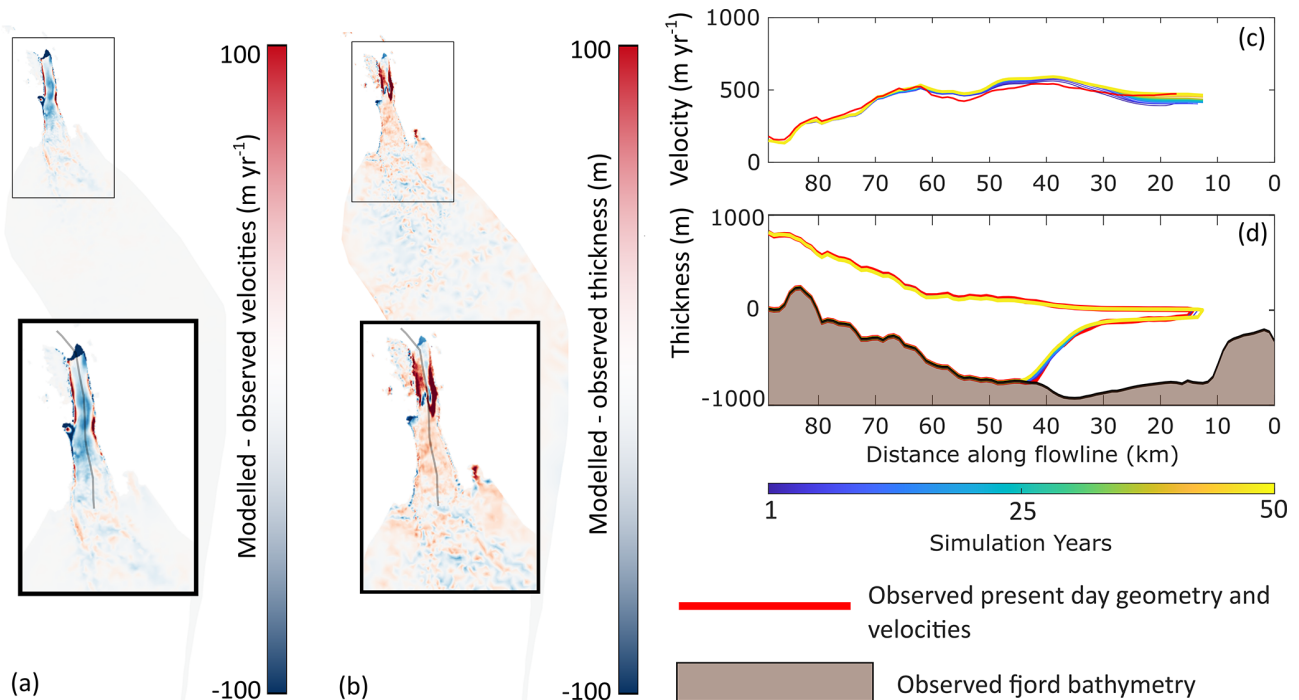 100
Modelled - observed velocities (m yr-1)
-100
(a)
100
Modelled - observed thickness (m)
-100
(b)
1000
500
0
Velocity (m yr-1)
(c)
80 70 60 50 40 30 20 10 0
1000
0
-1000
Thickness (m)
(d)
80 70 60 50 40 30 20 10 0
Distance along flowline (km)
1 25 50
Simulation Years
Observed present day geometry and
velocities
Observed fjord bathymetry